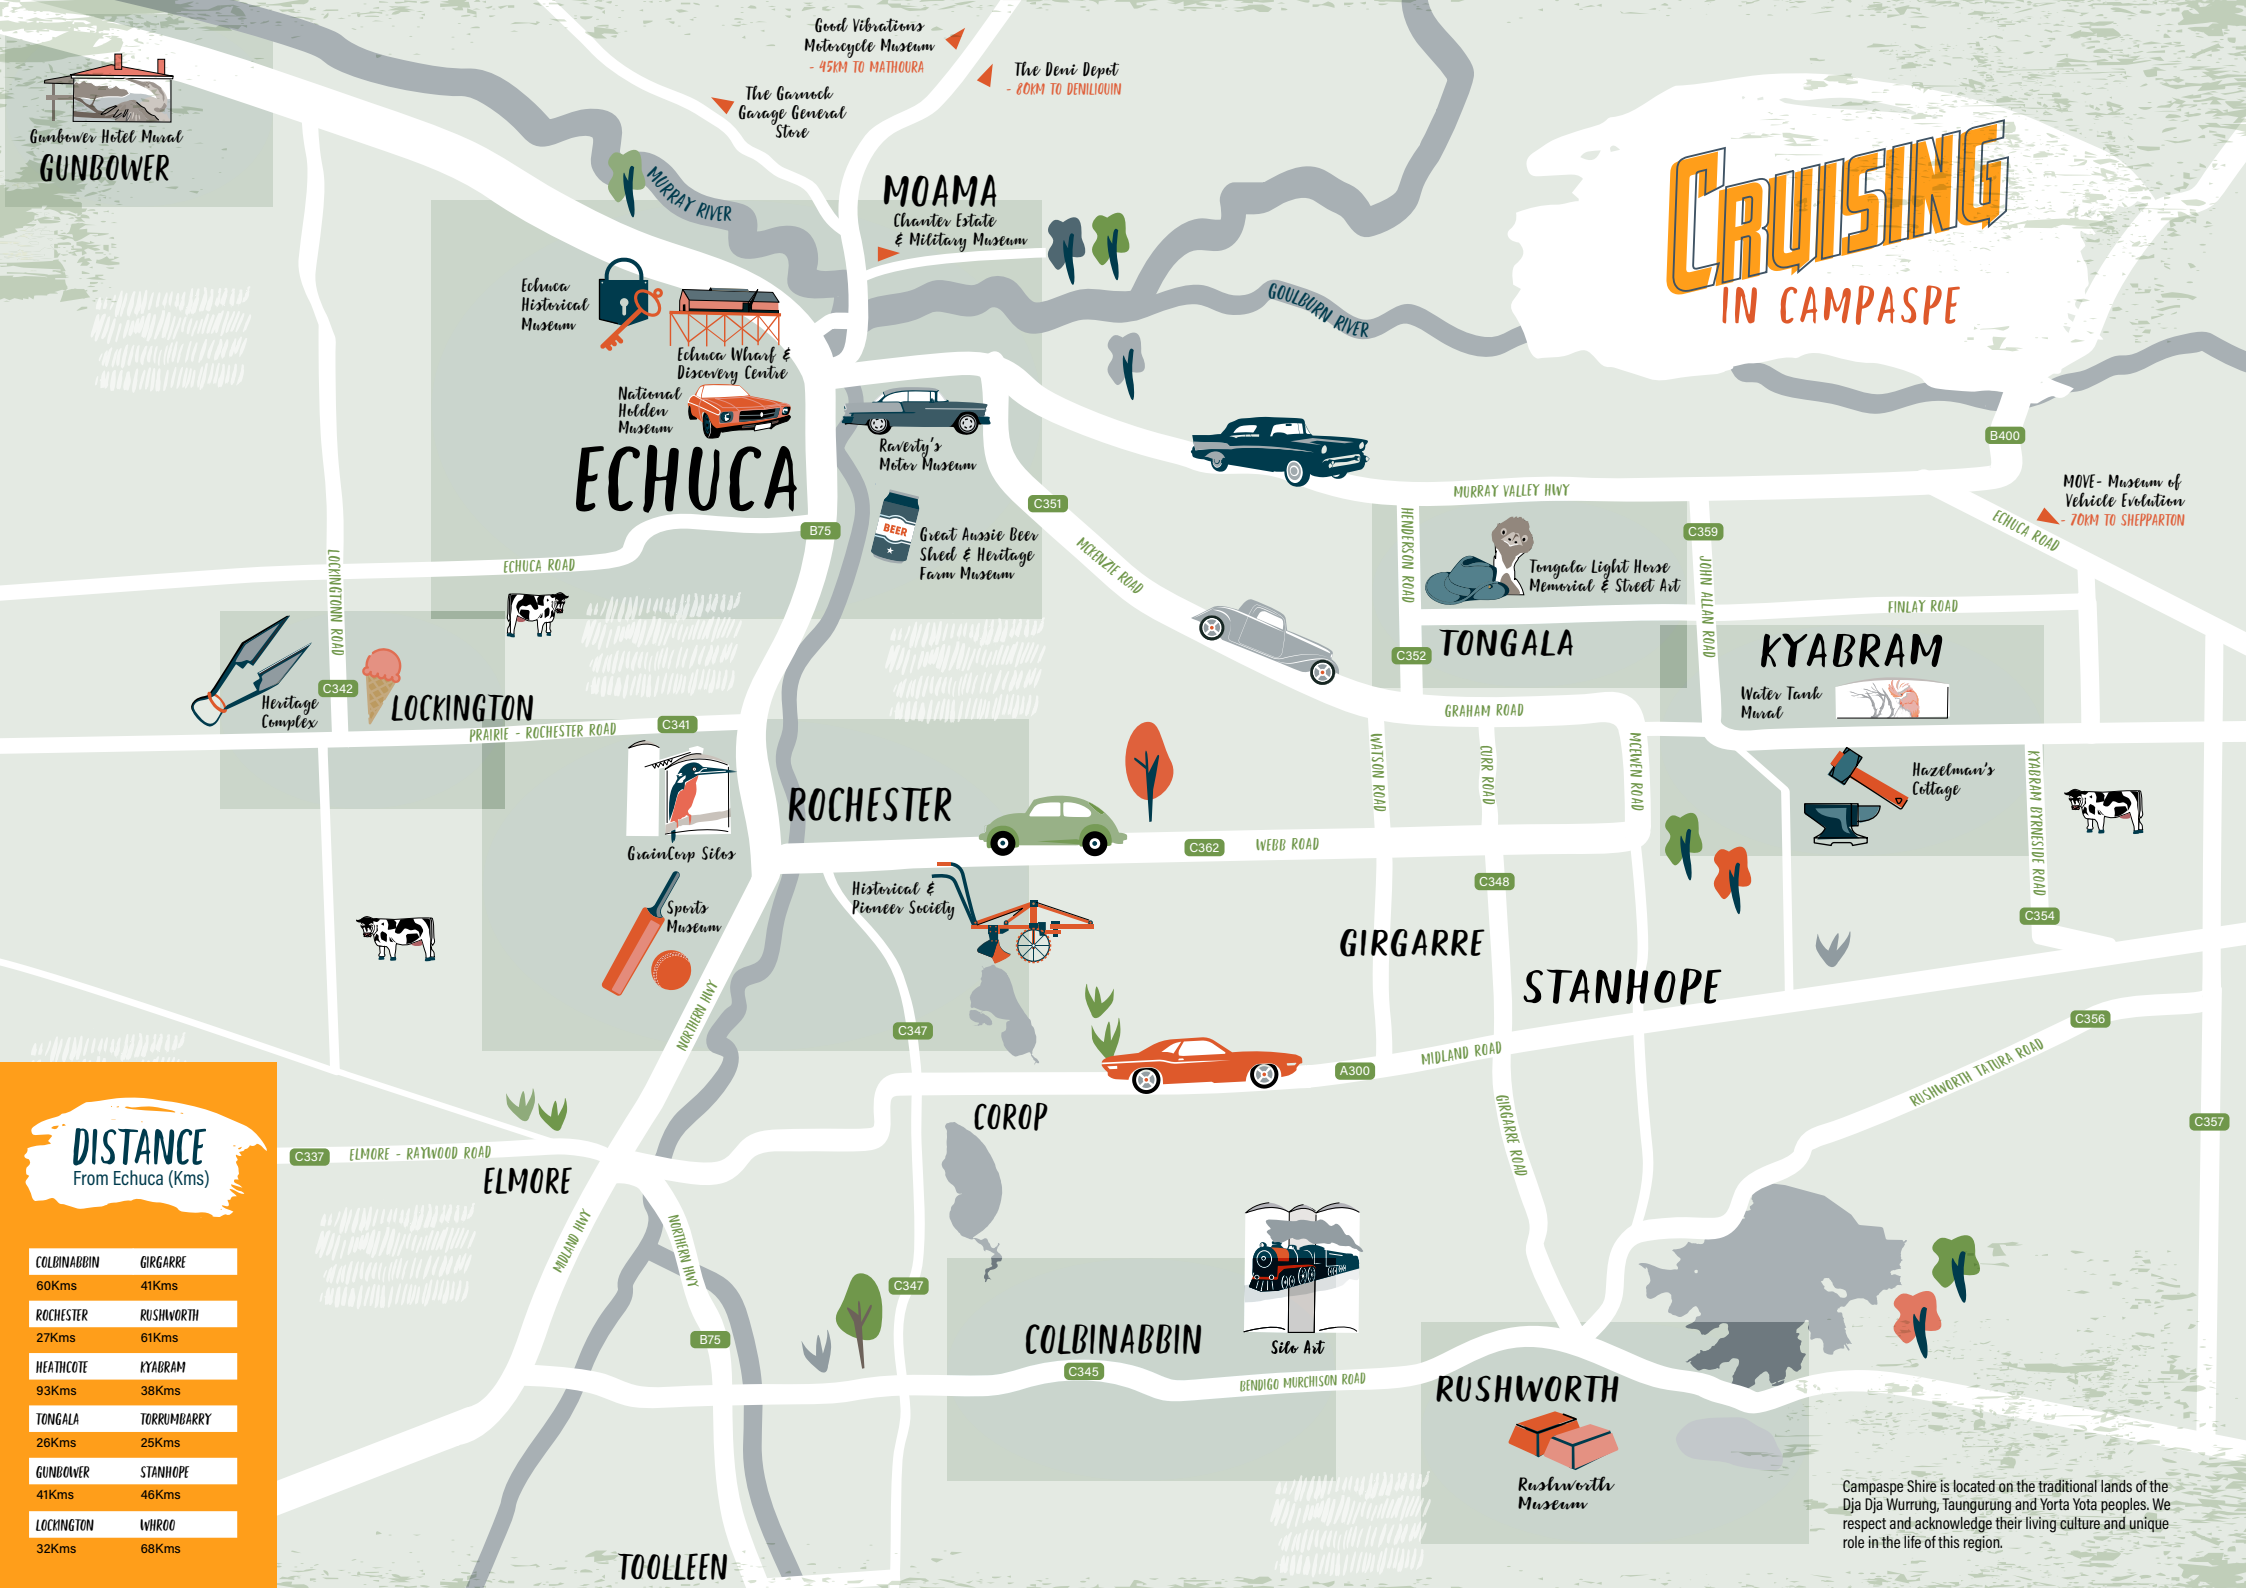 Good Vibrations
Motorcycle Museum
- 45KM TO MATHOURA
The Deni Depot
- 80KM TO DENILIQUIN
The Garnock
Garage General
Store
Gunbower Hotel Mural
GUNBOWER
MURRAY RIVER
MOAMA
Chanter Estate
& Military Museum
CRUISING
IN CAMPASPE
GOULBURN RIVER
Echuca
Historical
Museum
Echuca Wharf &
Discovery Centre
National
Holden
Museum
ECHUCA
Raverty's
Motor Museum
BEER
Great Aussie Beer
Shed & Heritage
Farm Museum
B75
C351
MCKENZIE ROAD
MURRAY VALLEY HWY
B400
MOVE- Museum of
Vehicle Evolution
- 70KM TO SHEPPARTON
ECHUCA ROAD
HENDERSON ROAD
C359
JOHN ALLAN ROAD
Tongala Light Horse
Memorial & Street Art
FINLAY ROAD
C352
TONGALA
KYABRAM
Water Tank
Mural
ECHUCA ROAD
LOCKINGTONN ROAD
C342
Heritage
Complex
LOCKINGTON
PRAIRIE - ROCHESTER ROAD
C341
GRAHAM ROAD
WATSON ROAD
CURR ROAD
MCEWEN ROAD
Hazelman's
Cottage
KYABRAM BYRNESIDE ROAD
C354
ROCHESTER
GrainCorp Silos
C362
WEBB ROAD
C348
Historical &
Pioneer Society
Sports
Museum
GIRGARRE
STANHOPE
NORTHERN HWY
C347
A300
MIDLAND ROAD
C356
RUSHWORTH TATURA ROAD
C357
COROP
GIRGARRE ROAD
C337
ELMORE - RAYWOOD ROAD
ELMORE
MIDLAND HWY
NORTHERN HWY
B75
C347
COLBINABBIN
C345
Silo Art
BENDIGO MURCHISON ROAD
RUSHWORTH
Rushworth
Museum
TOOLLEEN
DISTANCE
From Echuca (Kms)
COLBINABBIN GIRGARRE
60Kms 41Kms
ROCHESTER RUSHWORTH
27Kms 61Kms
HEATHCOTE KYABRAM
93Kms 38Kms
TONGALA TORRUMBARRY
26Kms 25Kms
GUNBOWER STANHOPE
41Kms 46Kms
LOCKINGTON WHROO
32Kms 68Kms
Campaspe Shire is located on the traditional lands of the
Dja Dja Wurrung, Taungurung and Yorta Yota peoples. We
respect and acknowledge their living culture and unique
role in the life of this region.